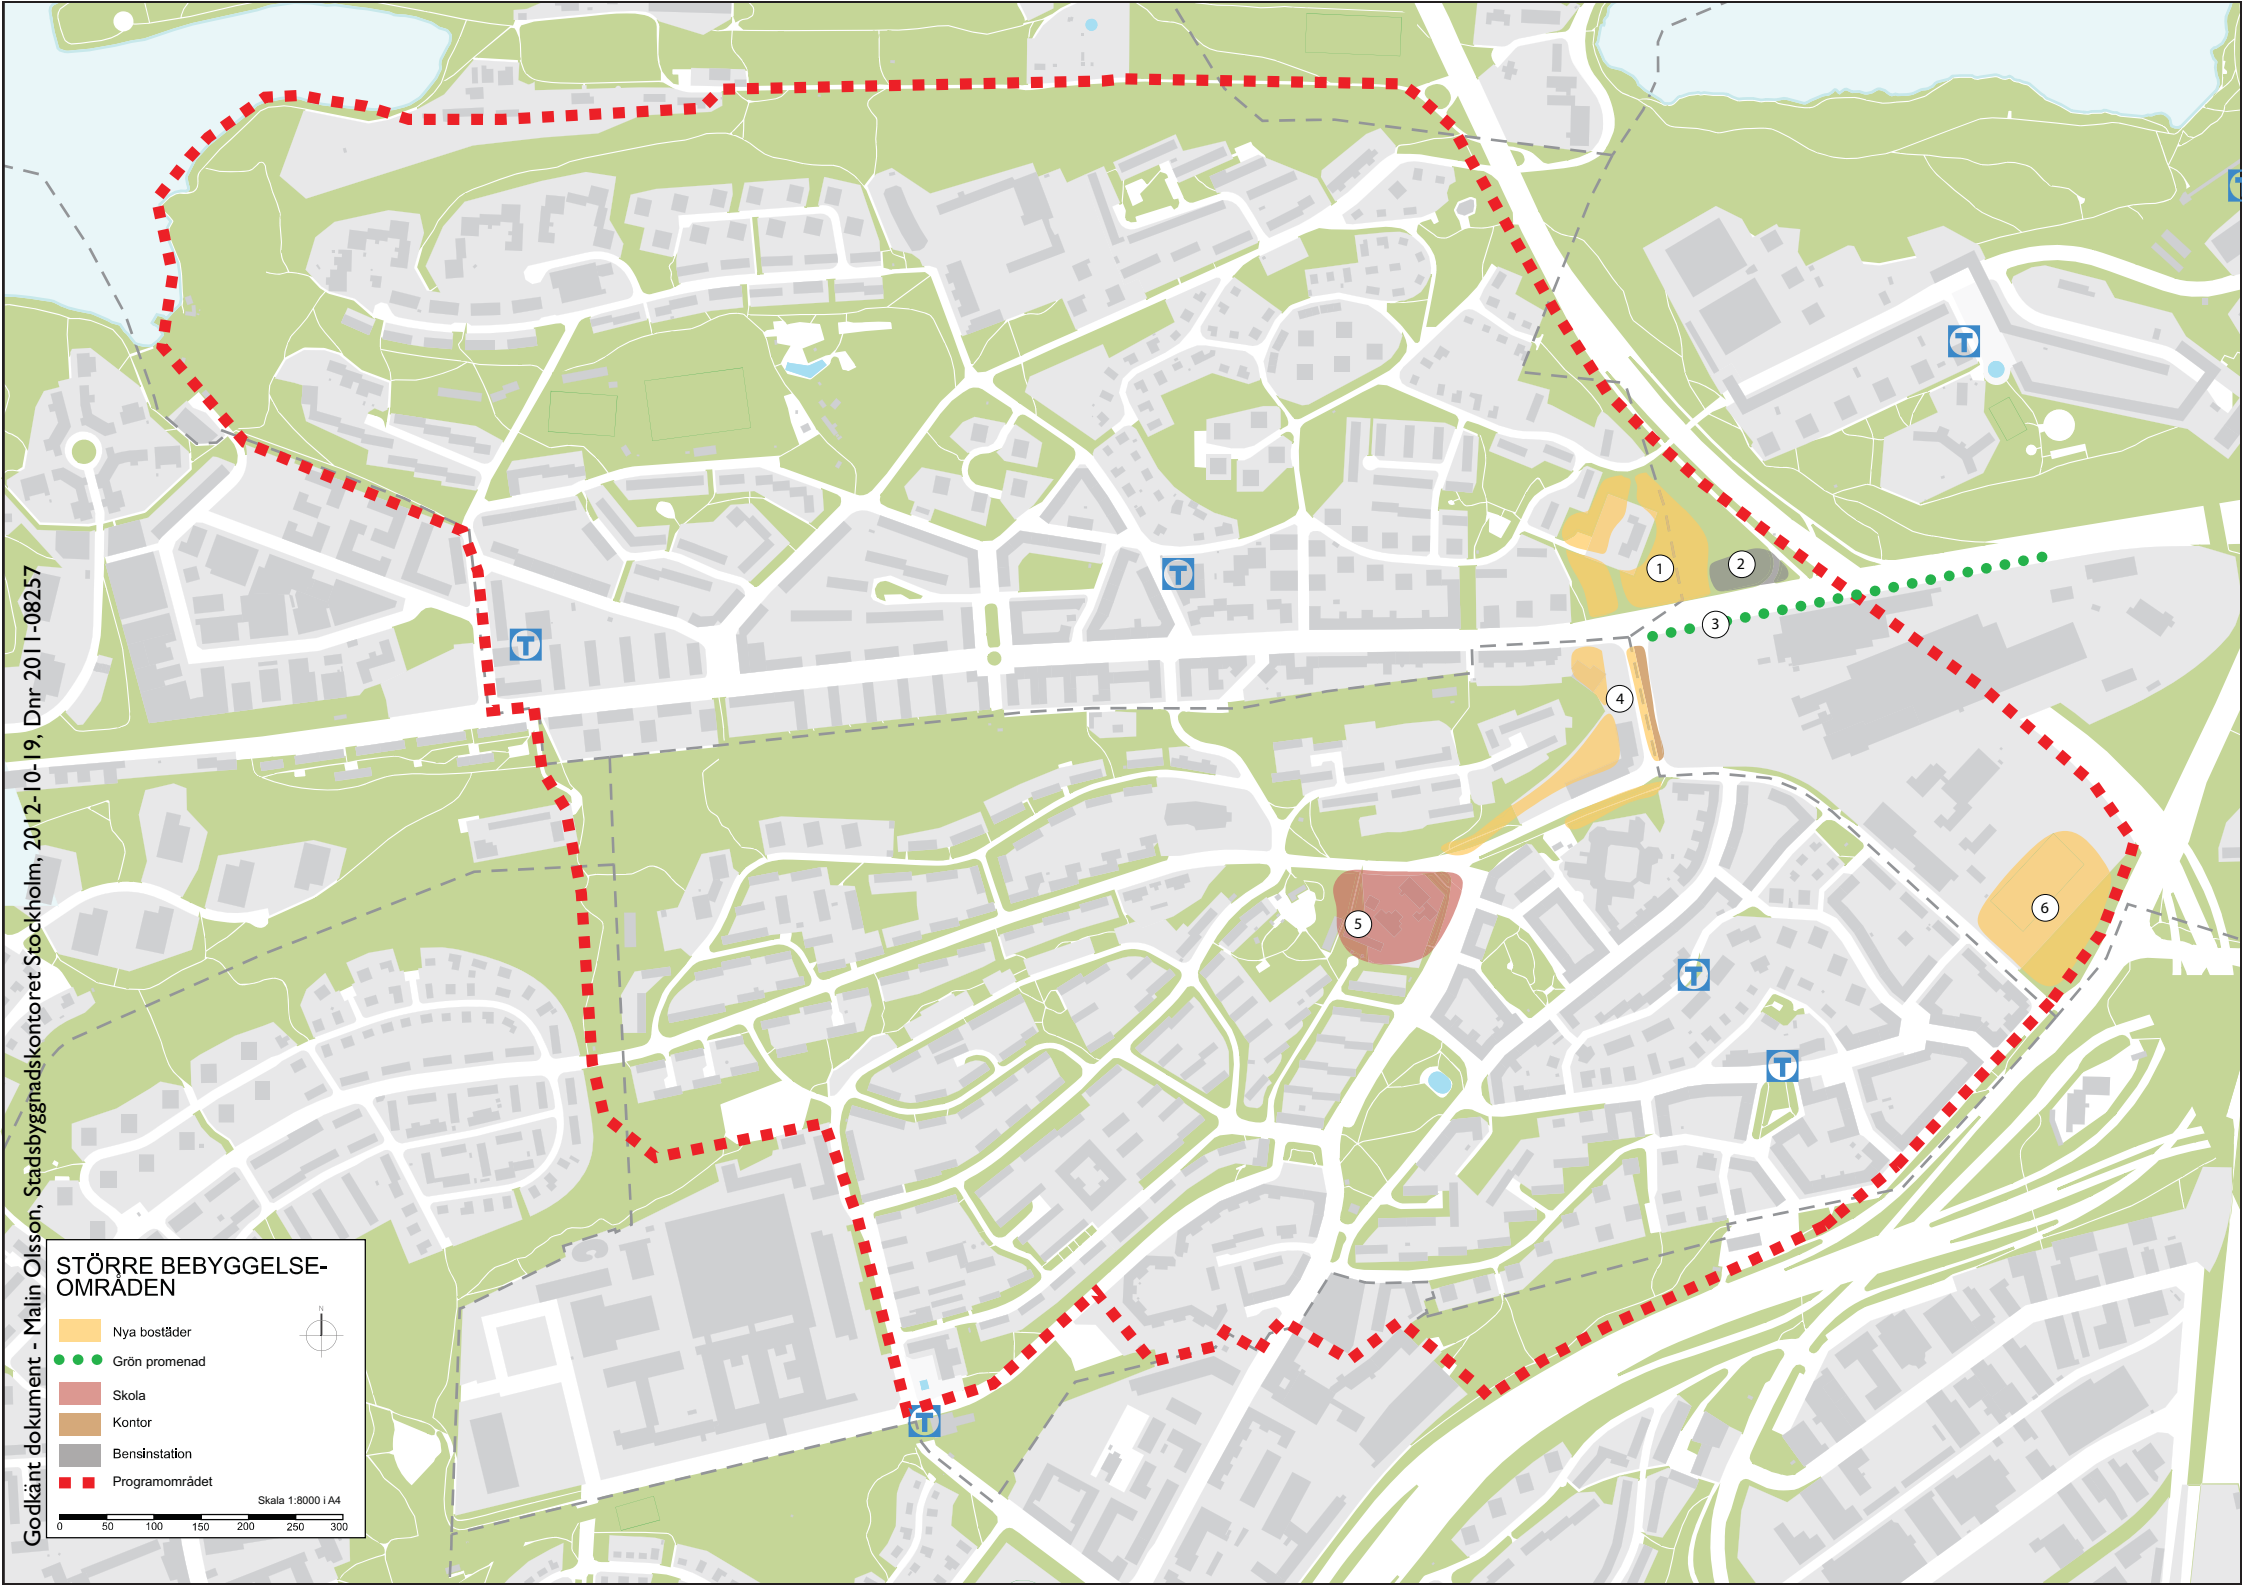 Godkänt dokument - Malin Olsson, Stadsbyggnadskontoret Stockholm, 2012-10-19, Dnr 2011-08257
T
T
T
T
T
T
T
1
2
3
4
5
6
STÖRRE BEBYGGELSE-
OMRÅDEN
N
Nya bostäder
Grön promenad
Skola
Kontor
Bensinstation
Programområdet
Skala 1:8000 i A4
0 50 100 150 200 250 300